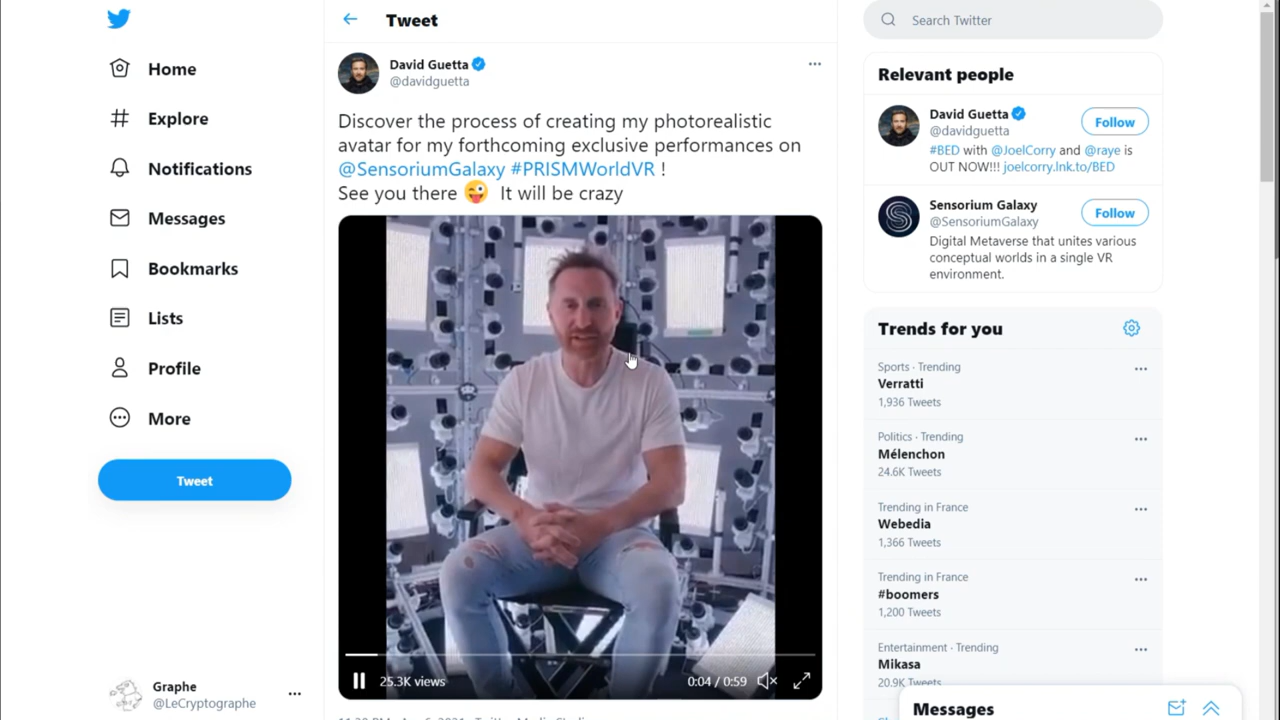 Home
Explore
Notifications
Messages
Bookmarks
Lists
Profile
More
Tweet
Graphe
@LeCryptographe
Tweet
David Guetta
@davidguetta
Discover the process of creating my photorealistic
avatar for my forthcoming exclusive performances on
@SensoriumGalaxy #PRISMWorldVR !
See you there 😜 It will be crazy
25.3K views
0:04 / 0:59
Search Twitter
Relevant people
David Guetta
@davidguetta
Follow
#BED with @JoelCorry and @raye is
OUT NOW!!! joelcorry.lnk.to/BED
Sensorium Galaxy
@SensoriumGalaxy
Follow
Digital Metaverse that unites various
conceptual worlds in a single VR
environment.
Trends for you
Sports · Trending
Verratti
1,936 Tweets
Politics · Trending
Mélenchon
24.6K Tweets
Trending in France
Webedia
1,366 Tweets
Trending in France
#boomers
1,200 Tweets
Entertainment · Trending
Mikasa
20.9K Tweets
Messages